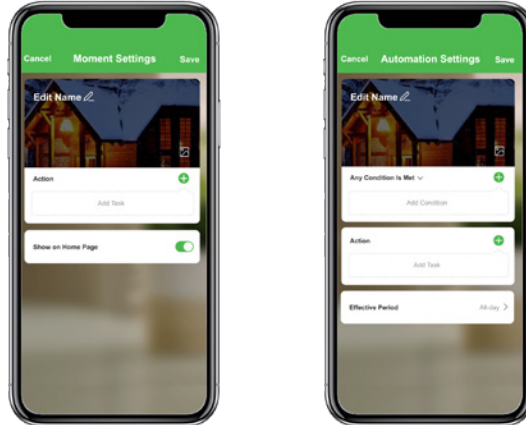 Cancel Moment Settings Save
Edit Name
Action
Add Task
Show on Home Page
Cancel Automation Settings Save
Edit Name
Any Condition Is Met
Add Condition
Action
Add Task
Effective Period All-day